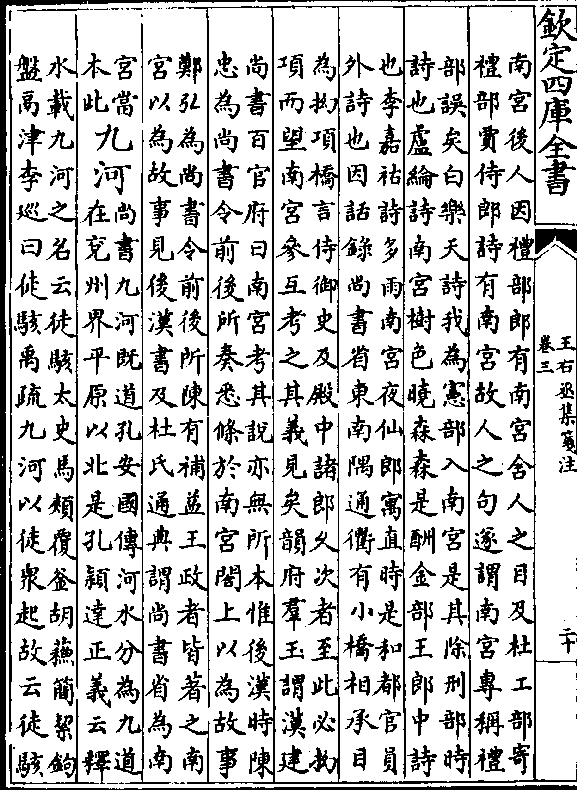 欽定四庫全書
王右丞集箋注
卷三
二十
南宫後人因禮部郎有南宫舍人之目及杜工部寄
禮部賈侍郎詩有南宫故人之句遂謂南宫專稱禮
部誤矣白樂天詩我為憲部入南宫是其除刑部時
詩也盧綸詩南宫樹色曉森森是酬金部王郎中詩
也李嘉祐詩多雨南宫夜仙郎寓直時是和都官員
外詩也因話錄尚書省東南隅通衢有小橋相承目
為拗項橋言侍御史及殿中諸郎久次者至此必拗
項而望南宫參互考之其義見矣韻府羣玉謂漢建
尚書百官府曰南宫考其說亦無所本惟後漢時陳
忠為尚書令前後所奏悉條於南宫閣上以為故事
鄭弘為尚書令前後所陳有補益王政者皆著之南
宫以為故事見後漢書及杜氏通典謂尚書省為南
宫當
本此
九河
尚書九河既道孔安國傳河水分為九道
在兖州界平原以北是孔穎達正義云釋
水載九河之名云徒駭太史馬頰覆釜胡蘓簡絜鉤
盤鬲津李巡曰徒駭禹疏九河以徒衆起故云徒駭